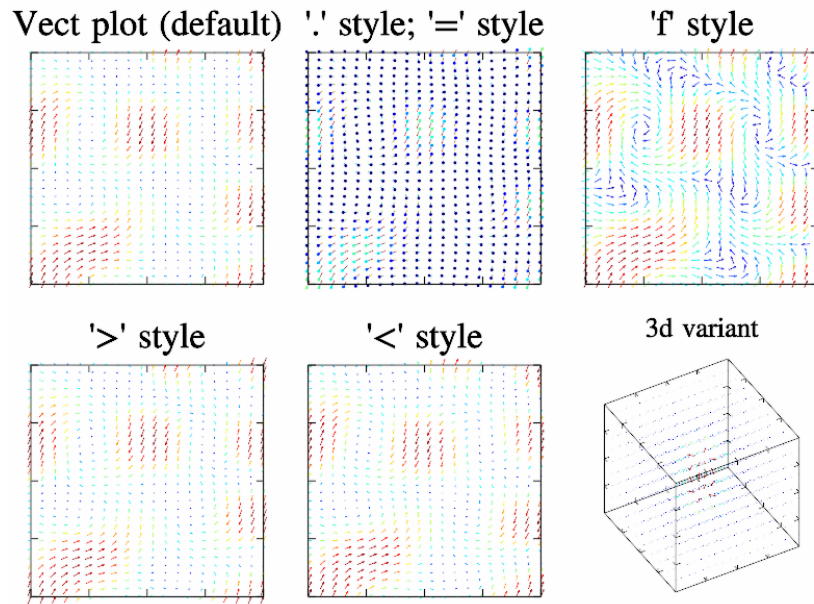 Vect plot (default)
'.' style; '=' style
'f' style
'>' style
'<' style
3d variant